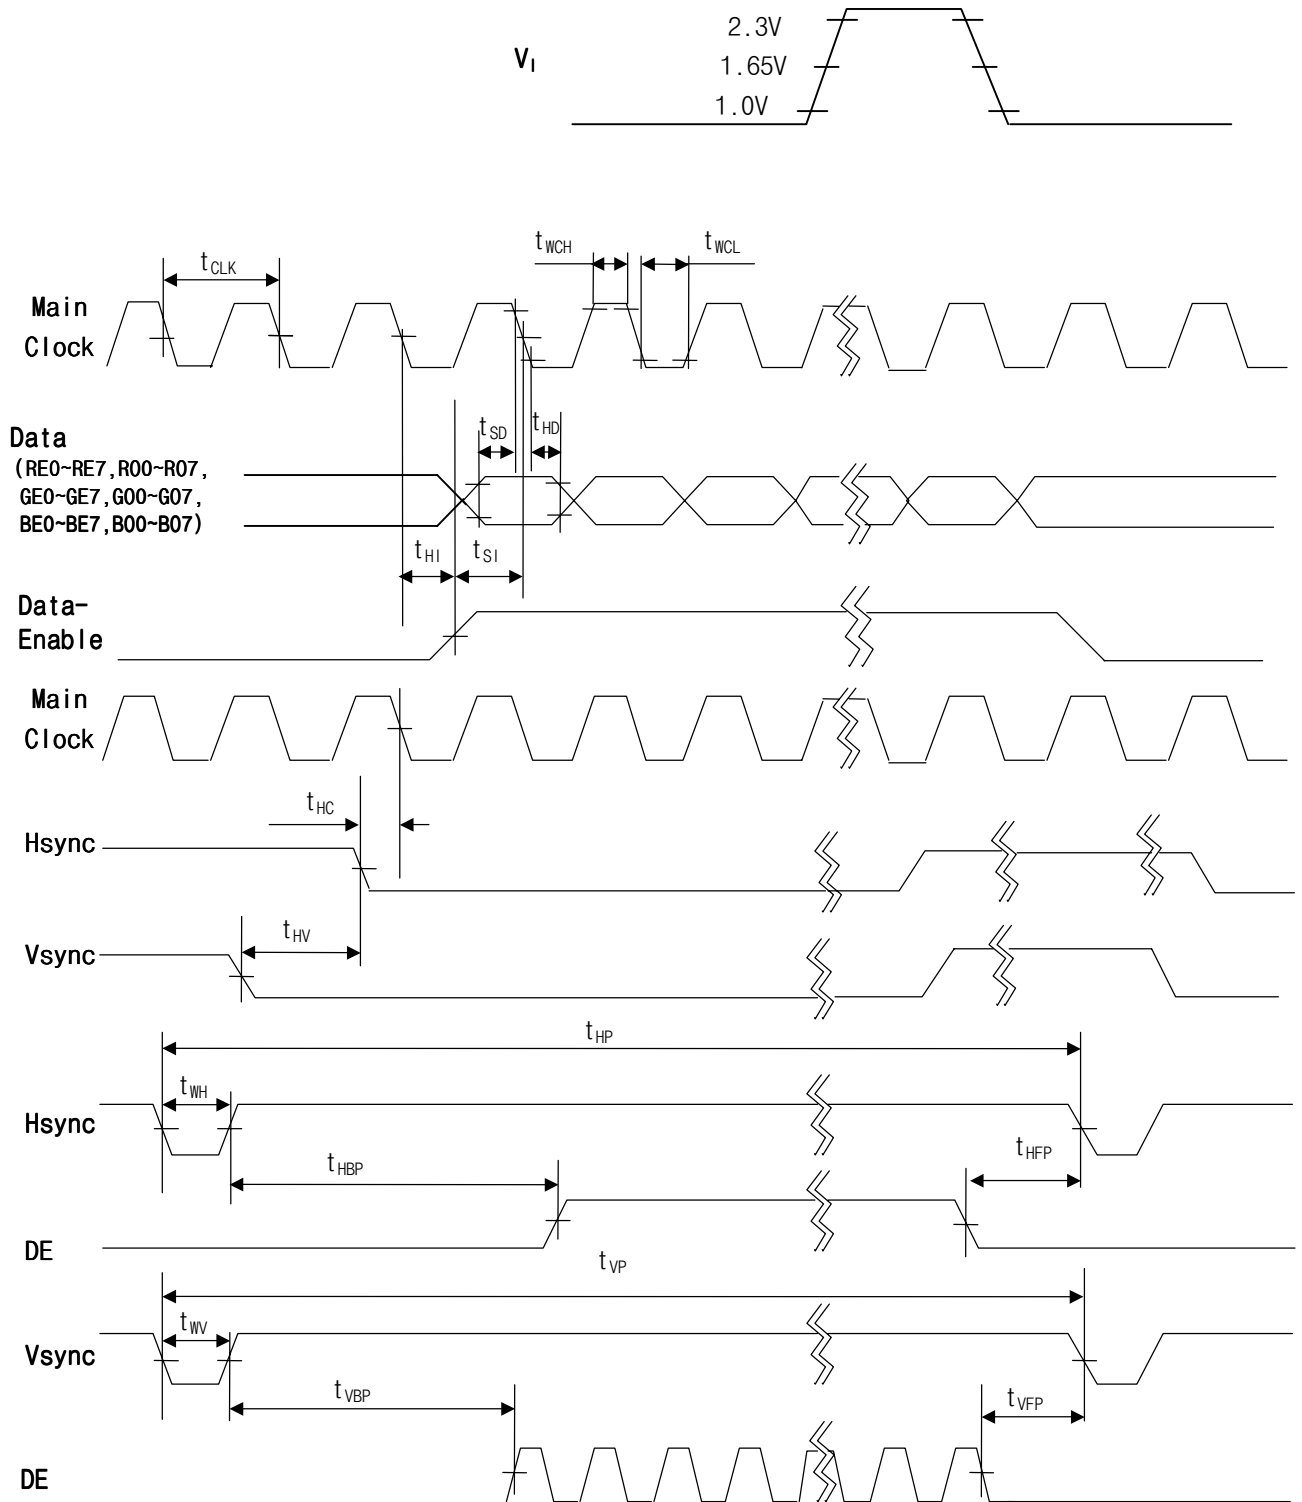 2.3V
V_I
1.65V
1.0V
t_WCH
t_WCL
t_CLK
Main
Clock
t_SD
t_HD
Data
(RE0~RE7,RO0~RO7,
GE0~GE7,GO0~GO7,
BE0~BE7,BO0~BO7)
t_HI
t_SI
Data-
Enable
Main
Clock
t_HC
Hsync
t_HV
Vsync
t_HP
t_WH
Hsync
t_HBP
t_HFP
DE
t_VP
t_WV
Vsync
t_VBP
t_VFP
DE